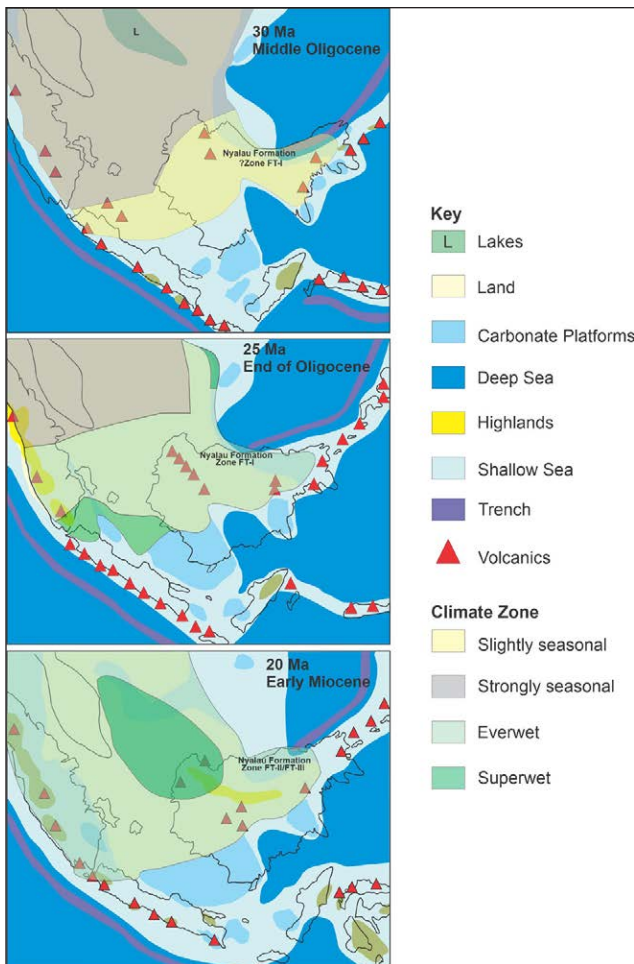 30 Ma
Middle Oligocene
L
Nyalau Formation
?Zone FT-I
25 Ma
End of Oligocene
Nyalau Formation
Zone FT-I
20 Ma
Early Miocene
Nyalau Formation
Zone FT-II/FT-III
Key
L Lakes
Land
Carbonate Platforms
Deep Sea
Highlands
Shallow Sea
Trench
Volcanics
Climate Zone
Slightly seasonal
Strongly seasonal
Everwet
Superwet